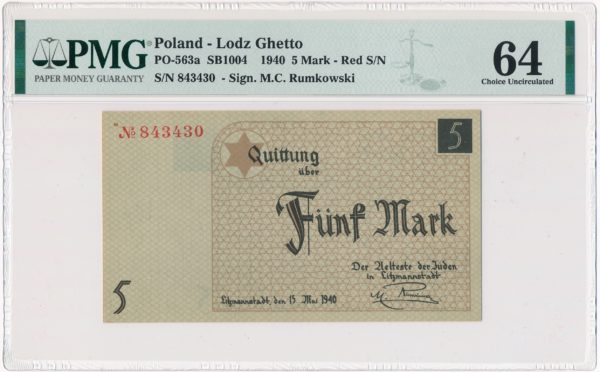 PMG
PAPER MONEY GUARANTY
Poland - Lodz Ghetto
PO-563a SB1004 1940 5 Mark - Red S/N
S/N 843430 - Sign. M.C. Rumkowski
64
Choice Uncirculated
№ 843430
5
Quittung
über
Fünf Mark
Der Aelteste der Juden
in Litzmannstadt
Litzmannstadt, den 15. Mai 1940
5